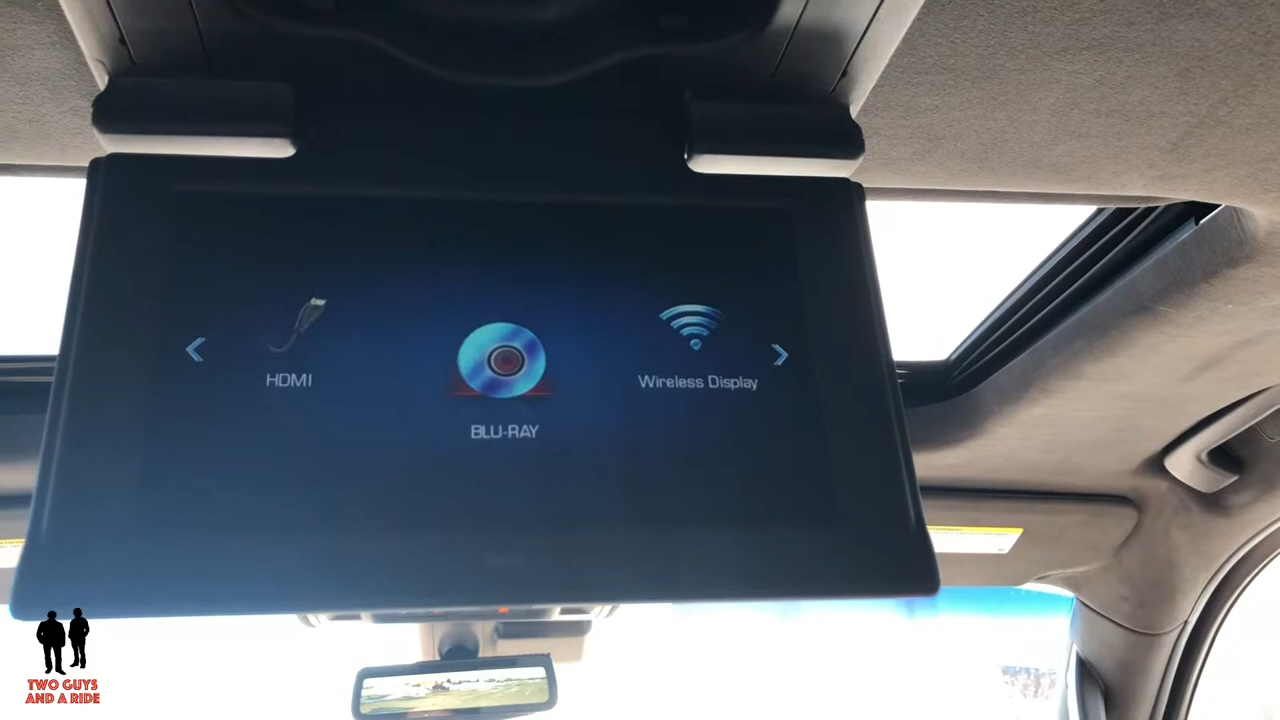 HDMI
Wireless Display
BLU-RAY
TWO GUYS
AND A RIDE